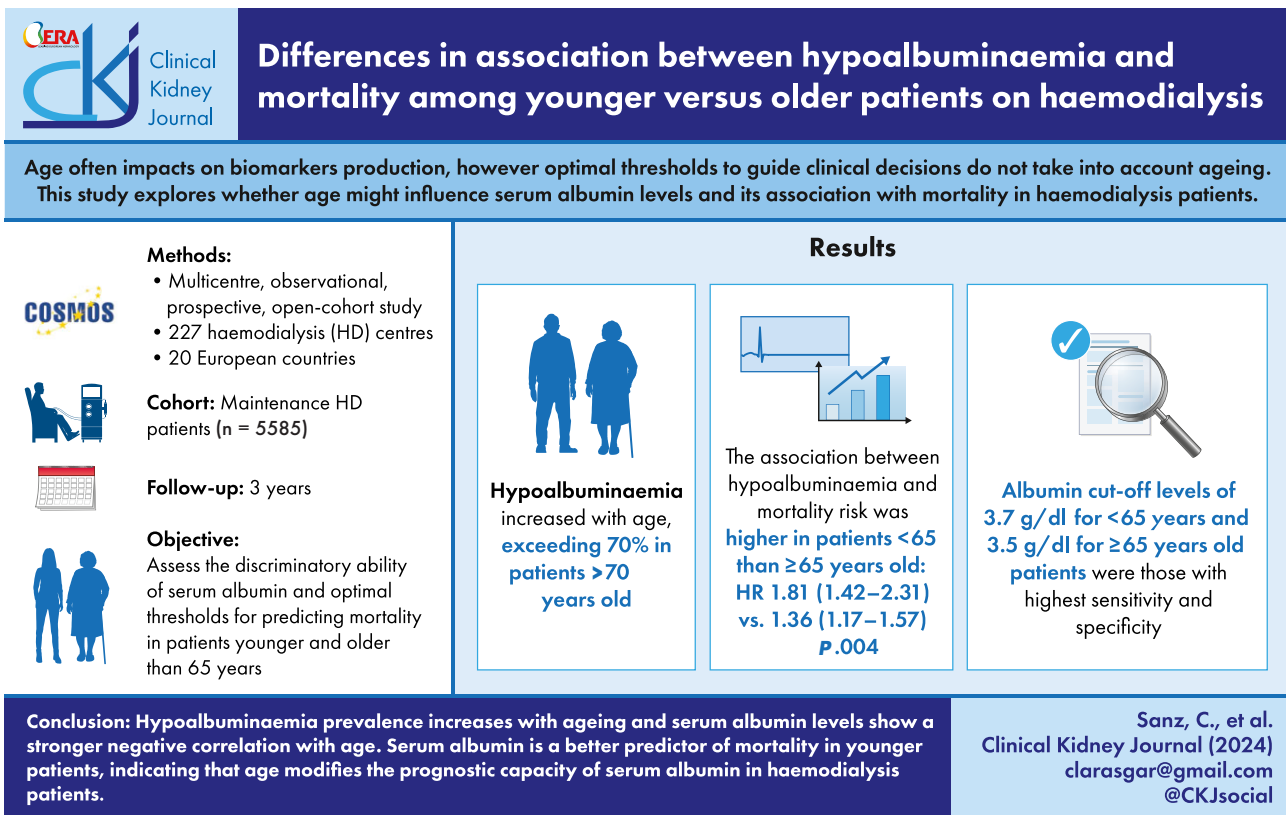 ERA
CKJ
Clinical
Kidney
Journal
Differences in association between hypoalbuminaemia and
mortality among younger versus older patients on haemodialysis
Age often impacts on biomarkers production, however optimal thresholds to guide clinical decisions do not take into account ageing.
This study explores whether age might influence serum albumin levels and its association with mortality in haemodialysis patients.
COSMOS
Methods:
• Multicentre, observational,
prospective, open-cohort study
• 227 haemodialysis (HD) centres
• 20 European countries
Cohort: Maintenance HD
patients (n = 5585)
Follow-up: 3 years
Objective:
Assess the discriminatory ability
of serum albumin and optimal
thresholds for predicting mortality
in patients younger and older
than 65 years
Results
Hypoalbuminaemia
increased with age,
exceeding 70% in
patients >70
years old
The association between
hypoalbuminaemia and
mortality risk was
higher in patients <65
than ≥65 years old:
HR 1.81 (1.42–2.31)
vs. 1.36 (1.17–1.57)
P .004
Albumin cut-off levels of
3.7 g/dl for <65 years and
3.5 g/dl for ≥65 years old
patients were those with
highest sensitivity and
specificity
Conclusion: Hypoalbuminaemia prevalence increases with ageing and serum albumin levels show a
stronger negative correlation with age. Serum albumin is a better predictor of mortality in younger
patients, indicating that age modifies the prognostic capacity of serum albumin in haemodialysis
patients.
Sanz, C., et al.
Clinical Kidney Journal (2024)
clarasgar@gmail.com
@CKJsocial